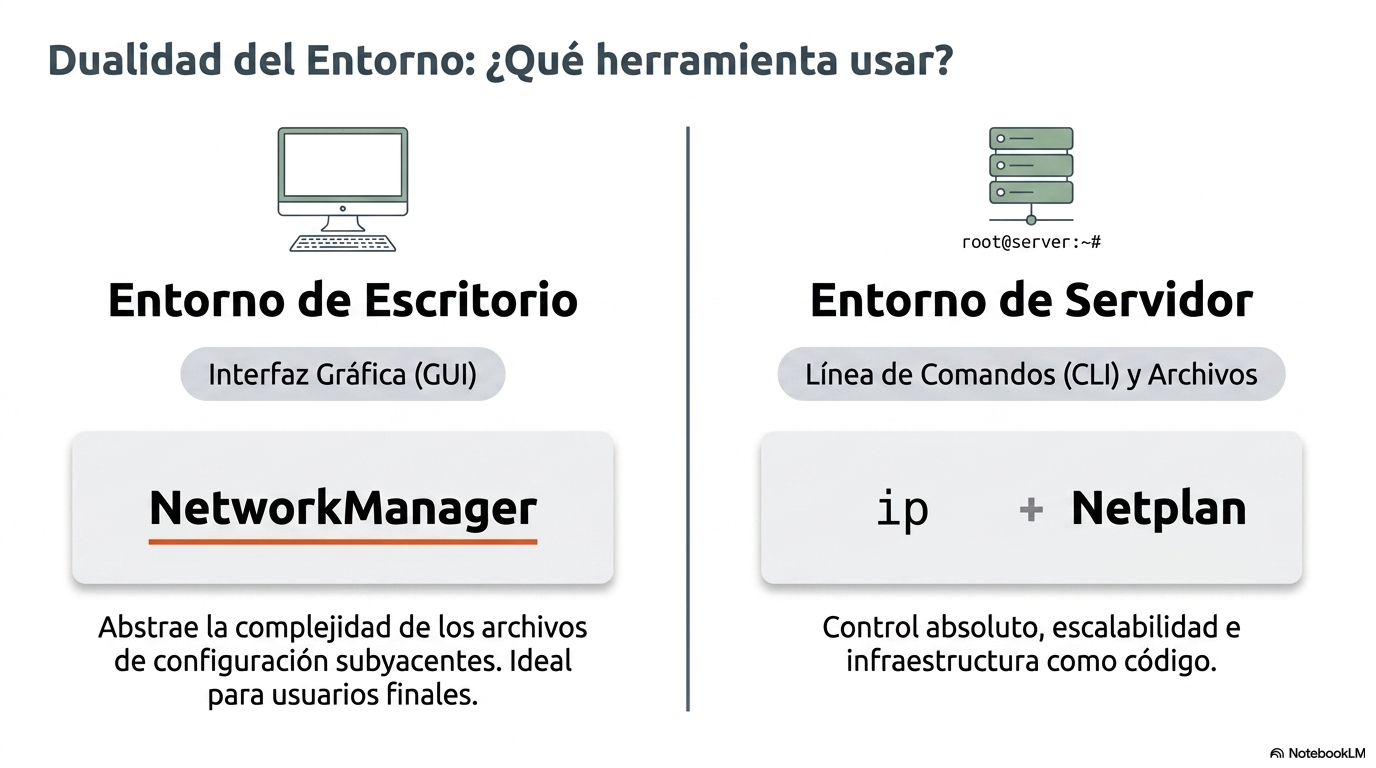 Dualidad del Entorno: ¿Qué herramienta usar?
Entorno de Escritorio
Interfaz Gráfica (GUI)
NetworkManager
Abstrae la complejidad de los archivos
de configuración subyacentes. Ideal
para usuarios finales.
root@server:~#
Entorno de Servidor
Línea de Comandos (CLI) y Archivos
ip + Netplan
Control absoluto, escalabilidad e
infraestructura como código.
NotebookLM